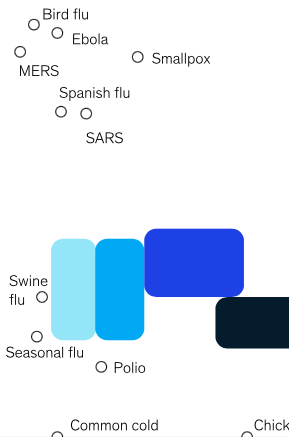 Bird flu
Ebola
Smallpox
MERS
Spanish flu
SARS
Swine
flu
Seasonal flu
Polio
Common cold
Chick